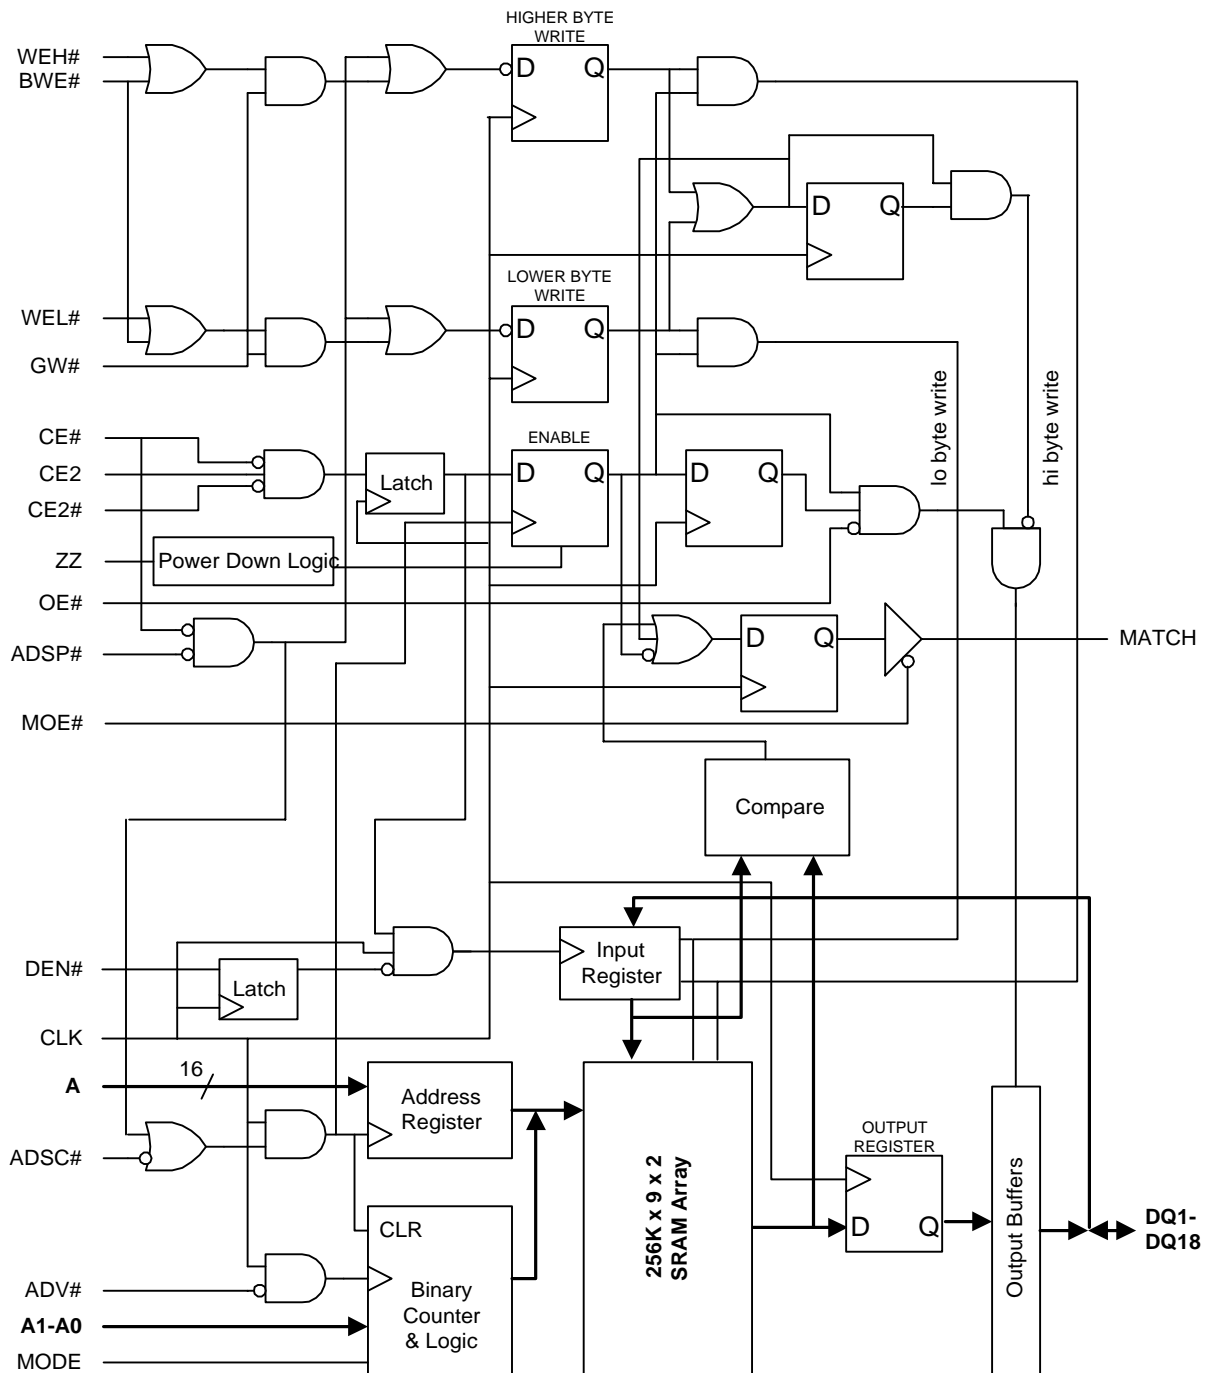 HIGHER BYTE
WRITE
WEH#
BWE#
D Q
D Q
LOWER BYTE
WRITE
WEL#
D Q
GW#
lo byte write
hi byte write
CE#
ENABLE
CE2
Latch
D Q
D Q
CE2#
ZZ
Power Down Logic
OE#
ADSP#
D Q
MATCH
MOE#
Compare
DEN#
Latch
Input
Register
CLK
A
16
Address
Register
ADSC#
OUTPUT
REGISTER
256K x 9 x 2
SRAM Array
Output Buffers
D Q
DQ1-
DQ18
CLR
ADV#
Binary
Counter
& Logic
A1-A0
MODE